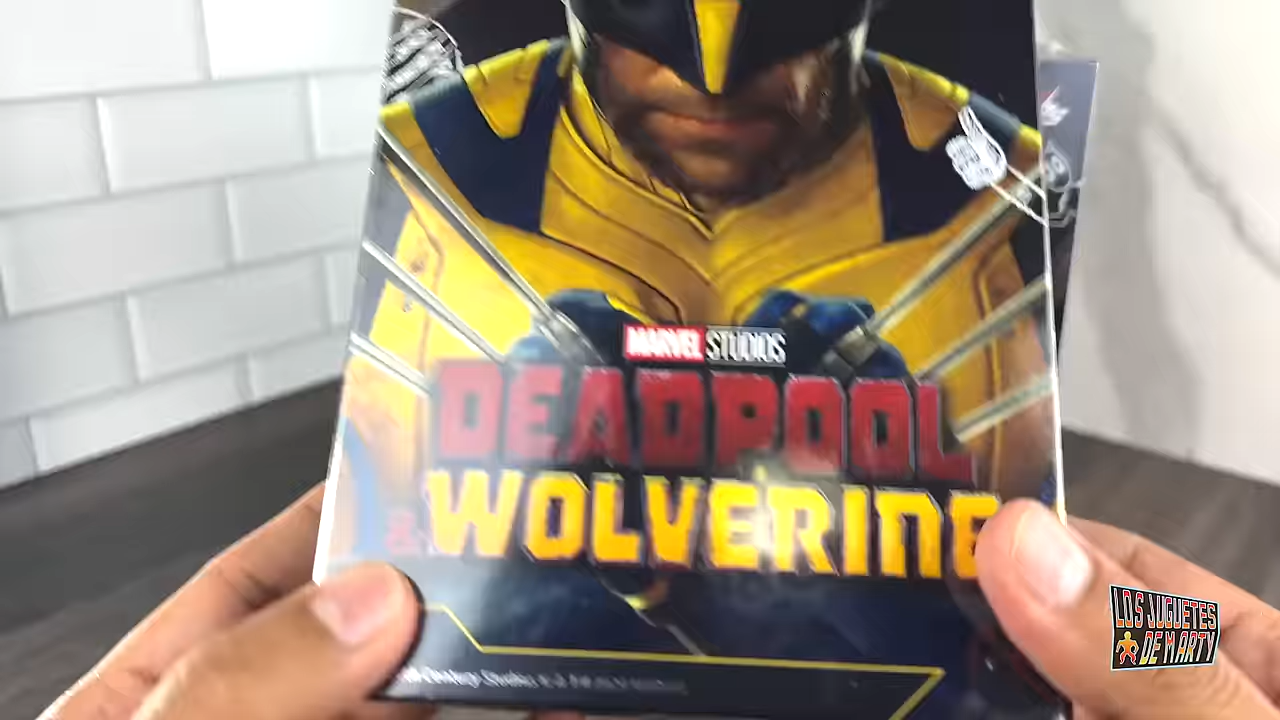 MARVEL STUDIOS
DEADPOOL
& WOLVERINE
LOS JUGUETES
DE MARTY